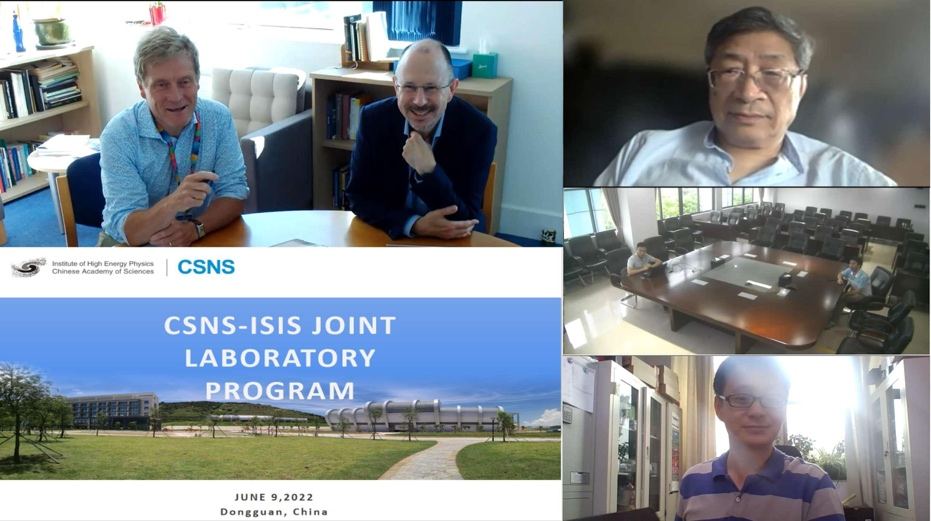 Institute of High Energy Physics
Chinese Academy of Sciences
CSNS
CSNS-ISIS JOINT
LABORATORY
PROGRAM
JUNE 9,2022
Dongguan, China